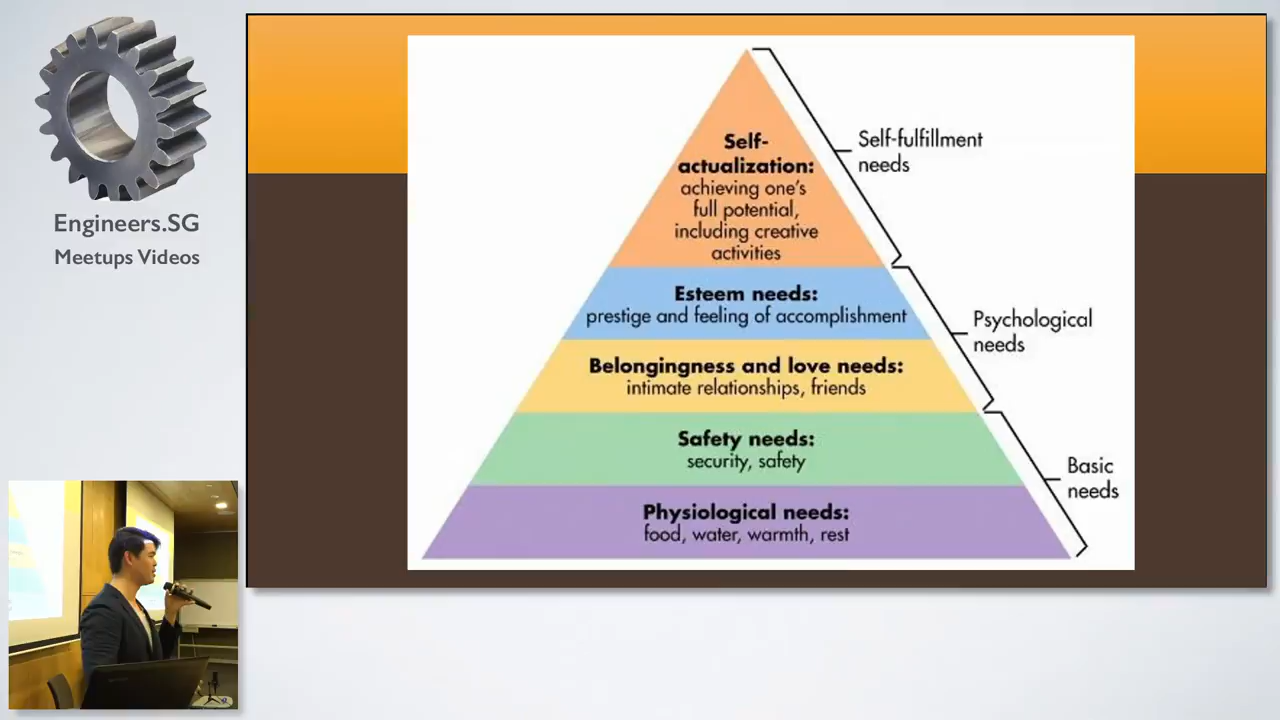 Engineers.SG
Meetups Videos
Self-
actualization:
achieving one's
full potential,
including creative
activities
Self-fulfillment
needs
Esteem needs:
prestige and feeling of accomplishment
Psychological
needs
Belongingness and love needs:
intimate relationships, friends
Safety needs:
security, safety
Basic
needs
Physiological needs:
food, water, warmth, rest